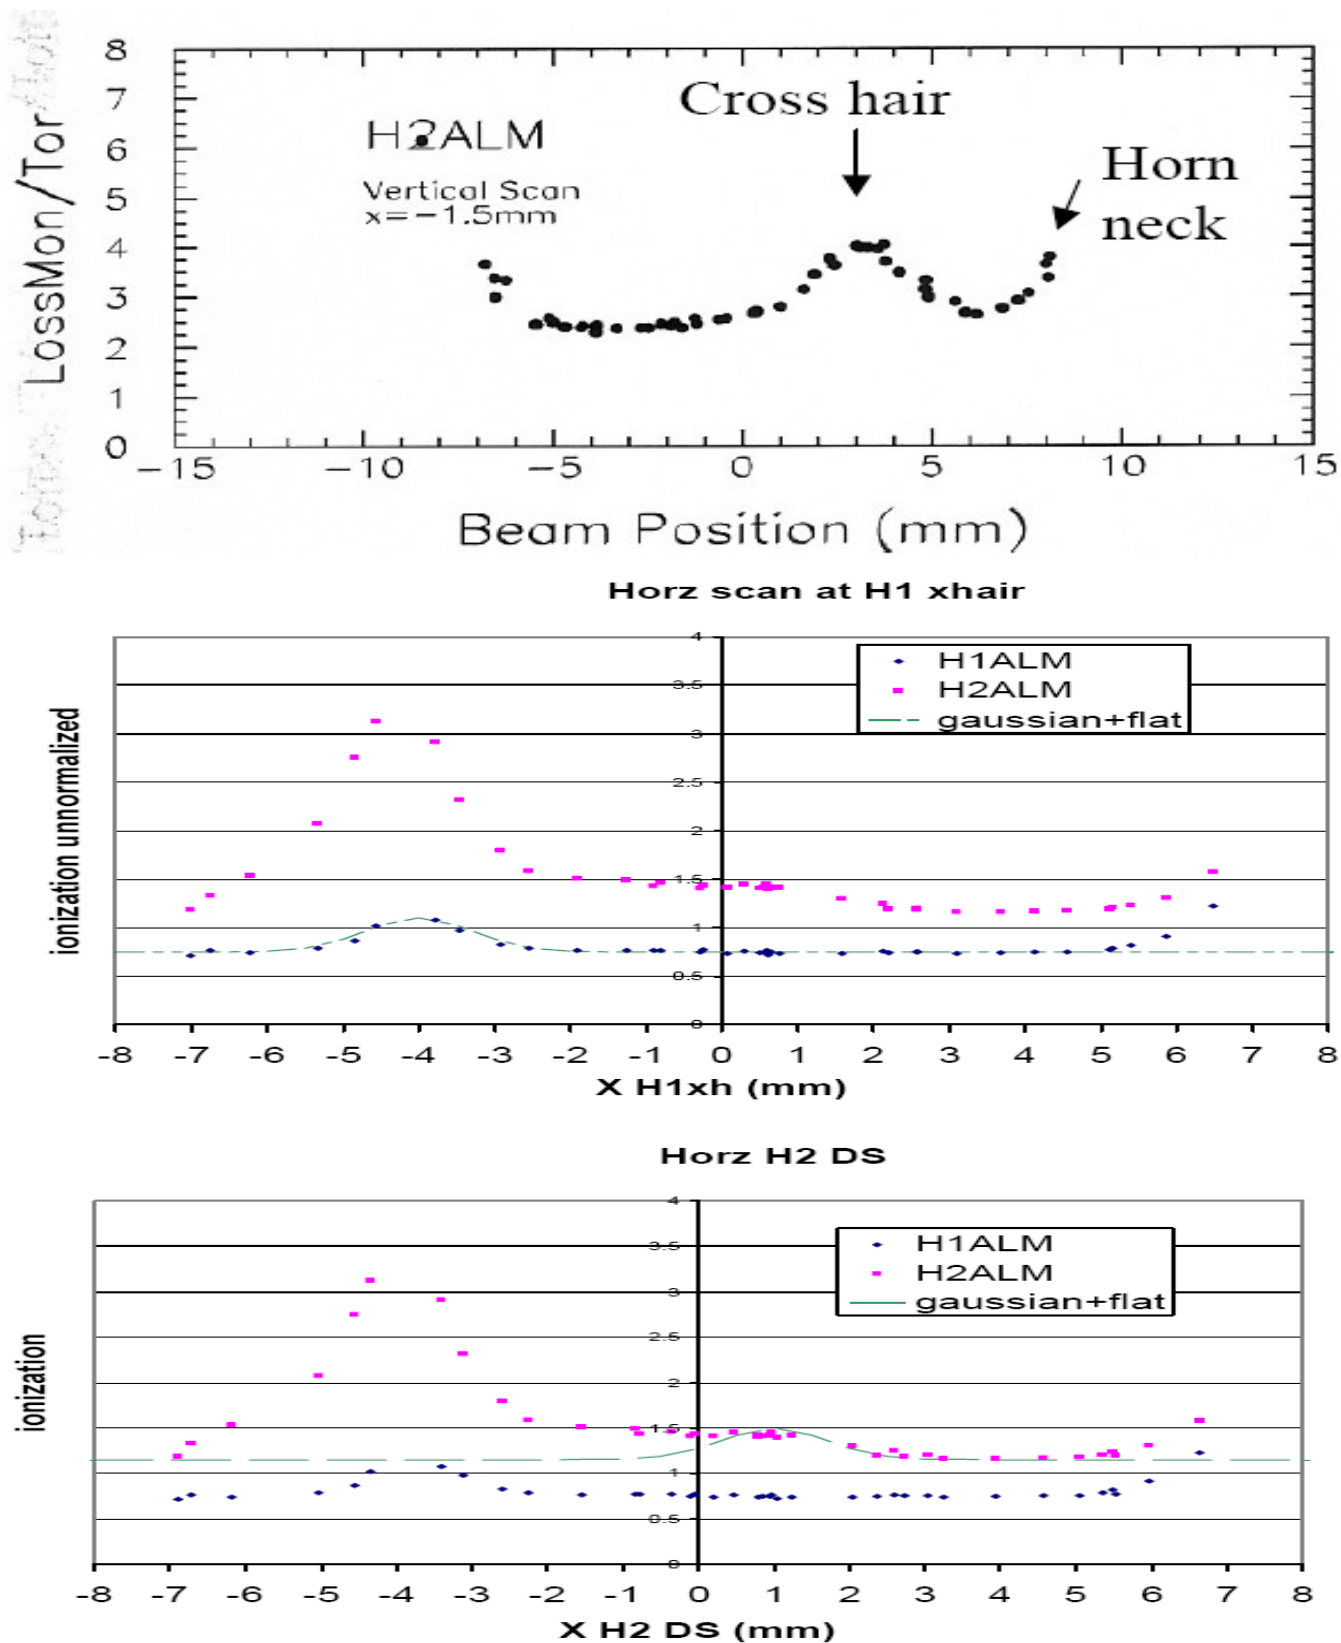 8
7
6
5
4
3
2
1
0
LossMon/Tor
H2ALM
Vertical Scan
x=-1.5mm
Cross hair
Horn
neck
-15
-10
-5
0
5
10
15
Beam Position (mm)
Horz scan at H1 xhair
4
3.5
3
2.5
2
1.5
1
0.5
0
ionization unnormalized
H1ALM
H2ALM
gaussian+flat
-8 -7 -6 -5 -4 -3 -2 -1 0 1 2 3 4 5 6 7 8
X H1xh (mm)
Horz H2 DS
4
3.5
3
2.5
2
1.5
1
0.5
0
ionization
H1ALM
H2ALM
gaussian+flat
-8 -7 -6 -5 -4 -3 -2 -1 0 1 2 3 4 5 6 7 8
X H2 DS (mm)